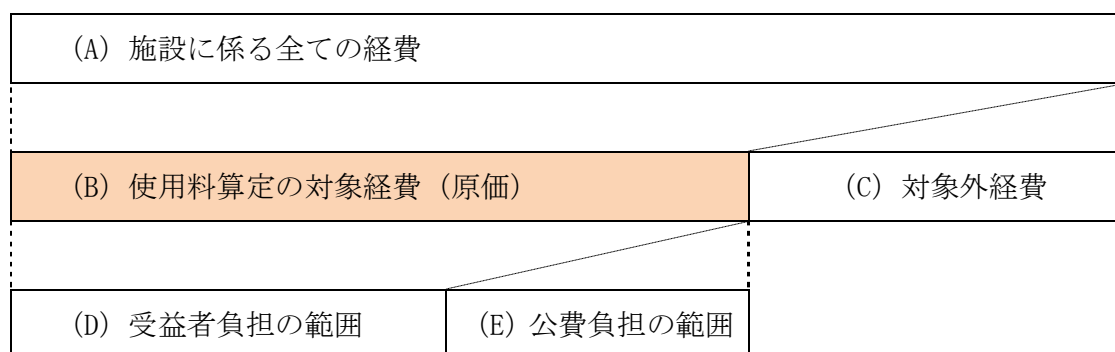 (A) 施設に係る全ての経費
(B) 使用料算定の対象経費（原価）
(C) 対象外経費
(D) 受益者負担の範囲
(E) 公費負担の範囲